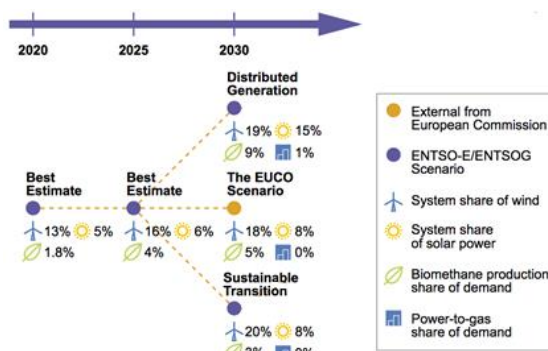 2020 2025 2030
Distributed
Generation
19% 15%
9% 1%
Best
Estimate
13% 5%
1.8%
Best
Estimate
16% 6%
4%
The EUCO
Scenario
18% 8%
5% 0%
Sustainable
Transition
20% 8%
External from
European Commission
ENTSO-E/ENTSOG
Scenario
System share
of wind
System share
of solar power
Biomethane production
share of demand
Power-to-gas
share of demand